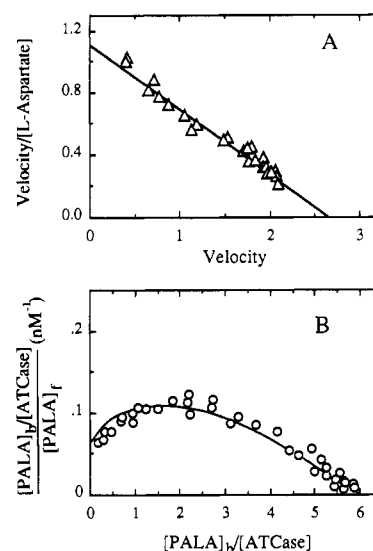 A
1.2
0.8
0.4
0.0
Velocity/[L-Aspartate]
0 1 2 3
Velocity
B
.2
.1
0
[PALA]b/[ATCase]
[PALA]f
(nM-1)
0 1 2 3 4 5 6
[PALA]b/[ATCase]